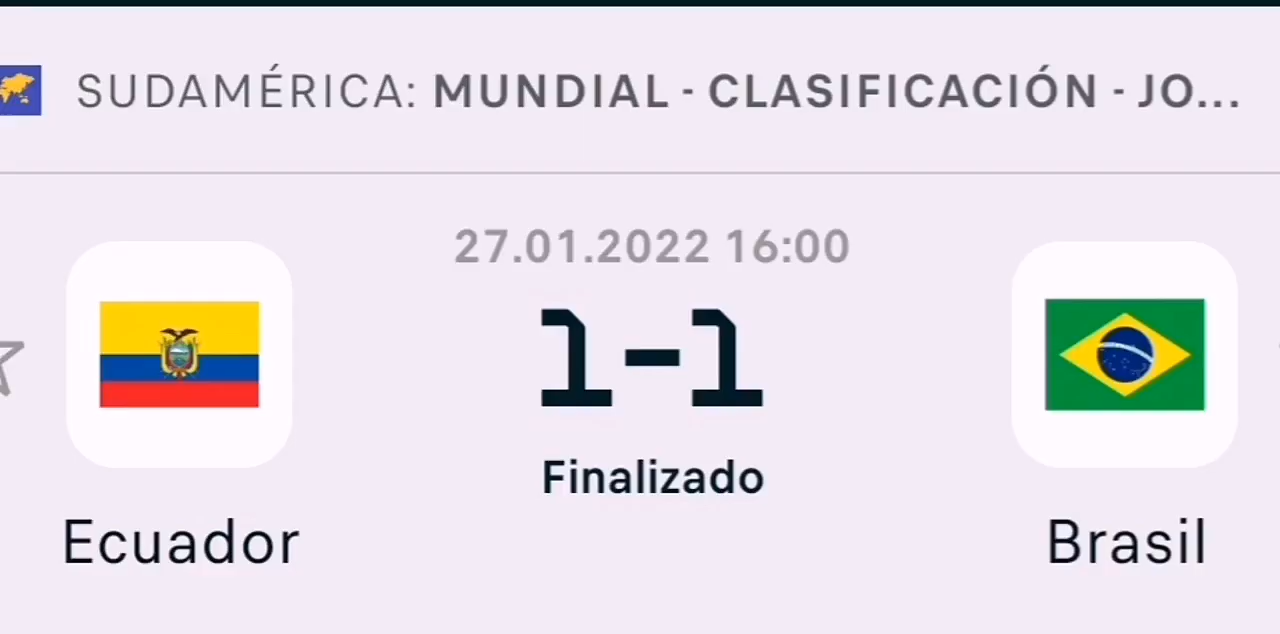 SUDAMÉRICA: MUNDIAL - CLASIFICACIÓN - JO...
27.01.2022 16:00
1-1
Finalizado
Ecuador
Brasil